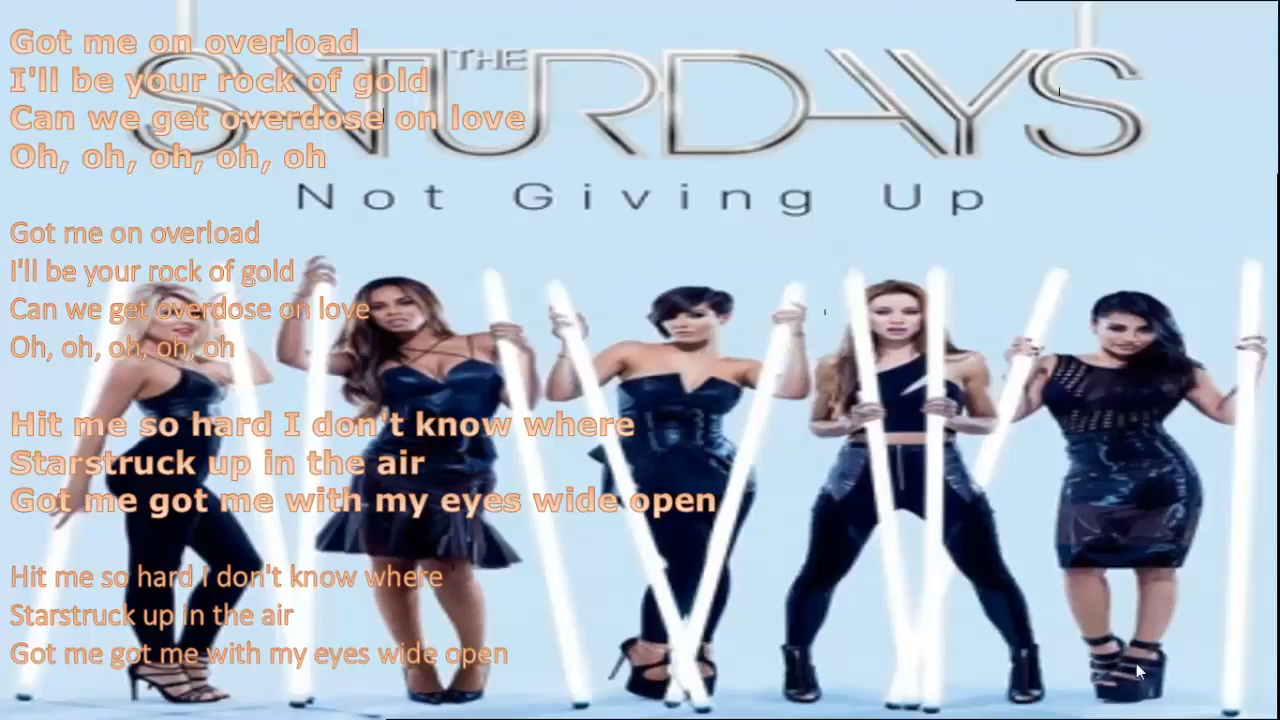 THE
SATURDAYS
Not Giving Up
Got me on overload
I'll be your rock of gold
Can we get overdose on love
Oh, oh, oh, oh, oh
Got me on overload
I'll be your rock of gold
Can we get overdose on love
Oh, oh, oh, oh, oh
Hit me so hard I don't know where
Starstruck up in the air
Got me got me with my eyes wide open
Hit me so hard I don't know where
Starstruck up in the air
Got me got me with my eyes wide open